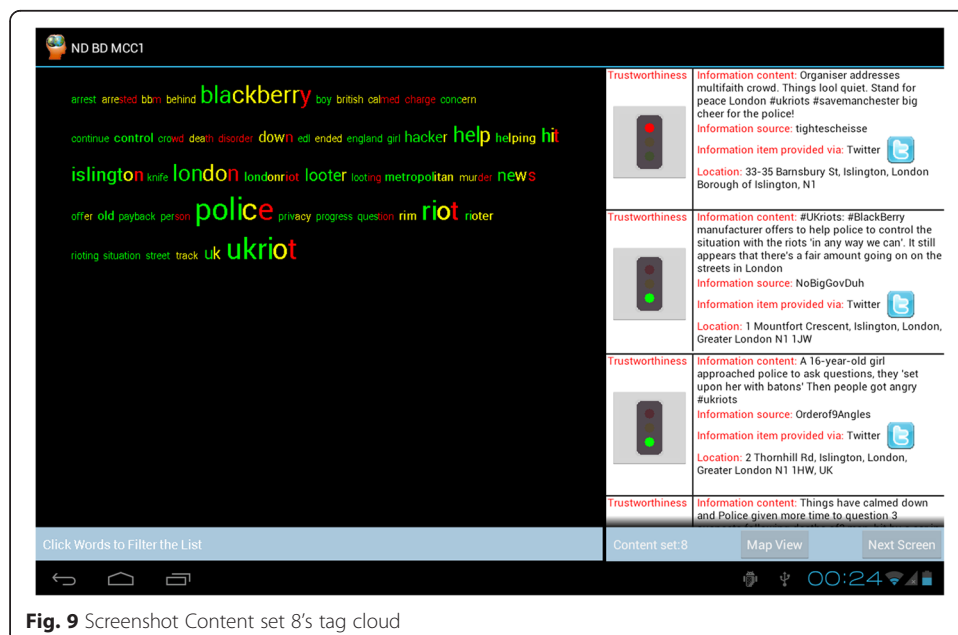 ND BD MCC1
arrest arrested bbm behind blackberry boy british calmed charge concern
continue control crowd death disorder down edl ended england girl hacker help helping hit
islington knife london londonriot looter looting metropolitan murder news
offer old payback person police privacy progress question rim riot rioter
rioting situation street track uk ukriot
Trustworthiness
Information content: Organiser addresses
multifaith crowd. Things lool quiet. Stand for
peace London #ukriots #savemanchester big
cheer for the police!
Information source: tightescheisse
Information item provided via: Twitter
Location: 33-35 Barnsbury St, Islington, London
Borough of Islington, N1
Trustworthiness
Information content: #UKriots: #BlackBerry
manufacturer offers to help police to control the
situation with the riots 'in any way we can'. It still
appears that there's a fair amount going on on the
streets in London
Information source: NoBigGovDuh
Information item provided via: Twitter
Location: 1 Mountfort Crescent, Islington, London,
Greater London N1 1JW
Trustworthiness
Information content: A 16-year-old girl
approached police to ask questions, they 'set
upon her with batons' Then people got angry
#ukriots
Information source: Orderof9Angles
Information item provided via: Twitter
Location: 2 Thornhill Rd, Islington, London,
Greater London N1 1HW, UK
Trustworthiness
Information content: Things have calmed down
and Police given more time to question 3
Click Words to Filter the List
Content set:8
Map View
Next Screen
00:24
Fig. 9 Screenshot Content set 8's tag cloud